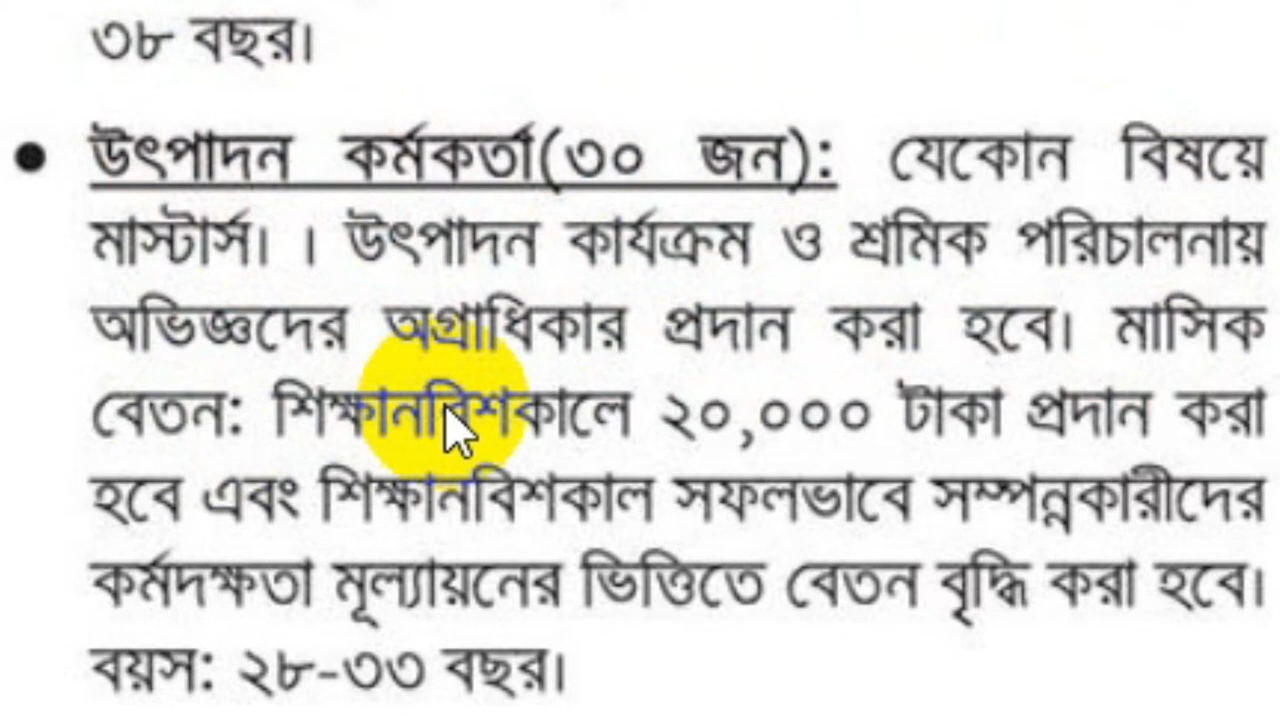 ৩৮ বছর।
• উৎপাদন কর্মকর্তা(৩০ জন): যেকোন বিষয়ে
মাস্টার্স। । উৎপাদন কার্যক্রম ও শ্রমিক পরিচালনায়
অভিজ্ঞদের অগ্রাধিকার প্রদান করা হবে। মাসিক
বেতন: শিক্ষানবিশকালে ২০,০০০ টাকা প্রদান করা
হবে এবং শিক্ষানবিশকাল সফলভাবে সম্পন্নকারীদের
কর্মদক্ষতা মূল্যায়নের ভিত্তিতে বেতন বৃদ্ধি করা হবে।
বয়স: ২৮-৩৩ বছর।